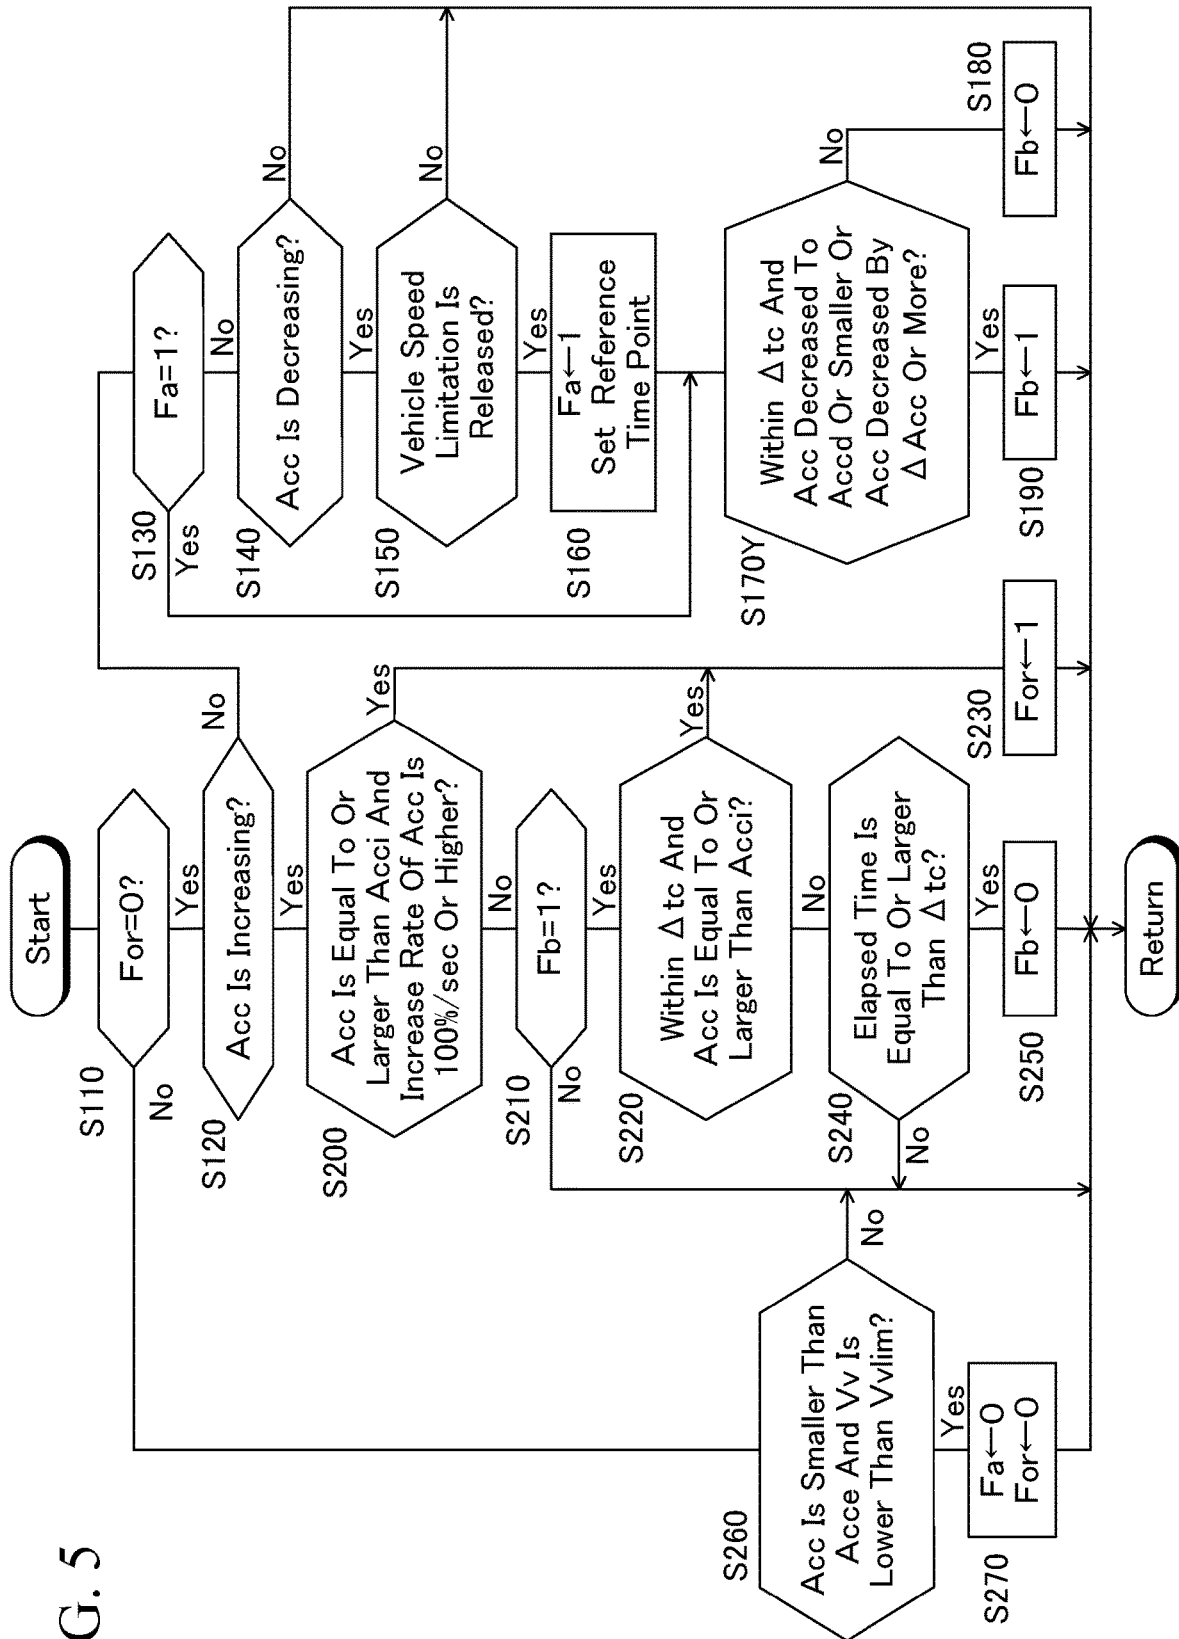 G. 5
Start
S110
For=0?
No
Yes
S120
Acc Is Increasing?
No
Yes
S130
Fa=1?
Yes
No
S140
Acc Is Decreasing?
No
Yes
S150
Vehicle Speed
Limitation Is
Released?
No
Yes
S160
Fa←1
Set Reference
Time Point
S170Y
Within Δtc And
Acc Decreased To
Accd Or Smaller Or
Acc Decreased By
ΔAcc Or More?
No
Yes
S180
Fb←0
S190
Fb←1
S200
Acc Is Equal To Or
Larger Than Acci And
Increase Rate Of Acc Is
100%/sec Or Higher?
Yes
No
S210
Fb=1?
No
Yes
S220
Within Δtc And
Acc Is Equal To Or
Larger Than Acci?
Yes
No
S230
For←1
S240
Elapsed Time Is
Equal To Or Larger
Than Δtc?
No
Yes
S250
Fb←0
S260
Acc Is Smaller Than
Acce And Vv Is
Lower Than Vvlim?
No
Yes
S270
Fa←0
For←0
Return